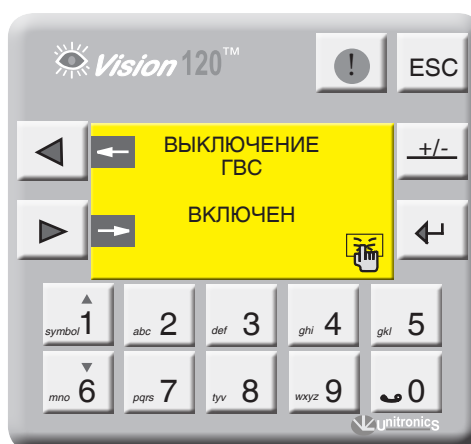 Vision 120™
!
ESC
+/-
ВЫКЛЮЧЕНИЕ
ГВС
ВКЛЮЧЕН
symbol 1
abc 2
def 3
ghi 4
gkl 5
mno 6
pqrs 7
tyv 8
wxyz 9
0
unitronics